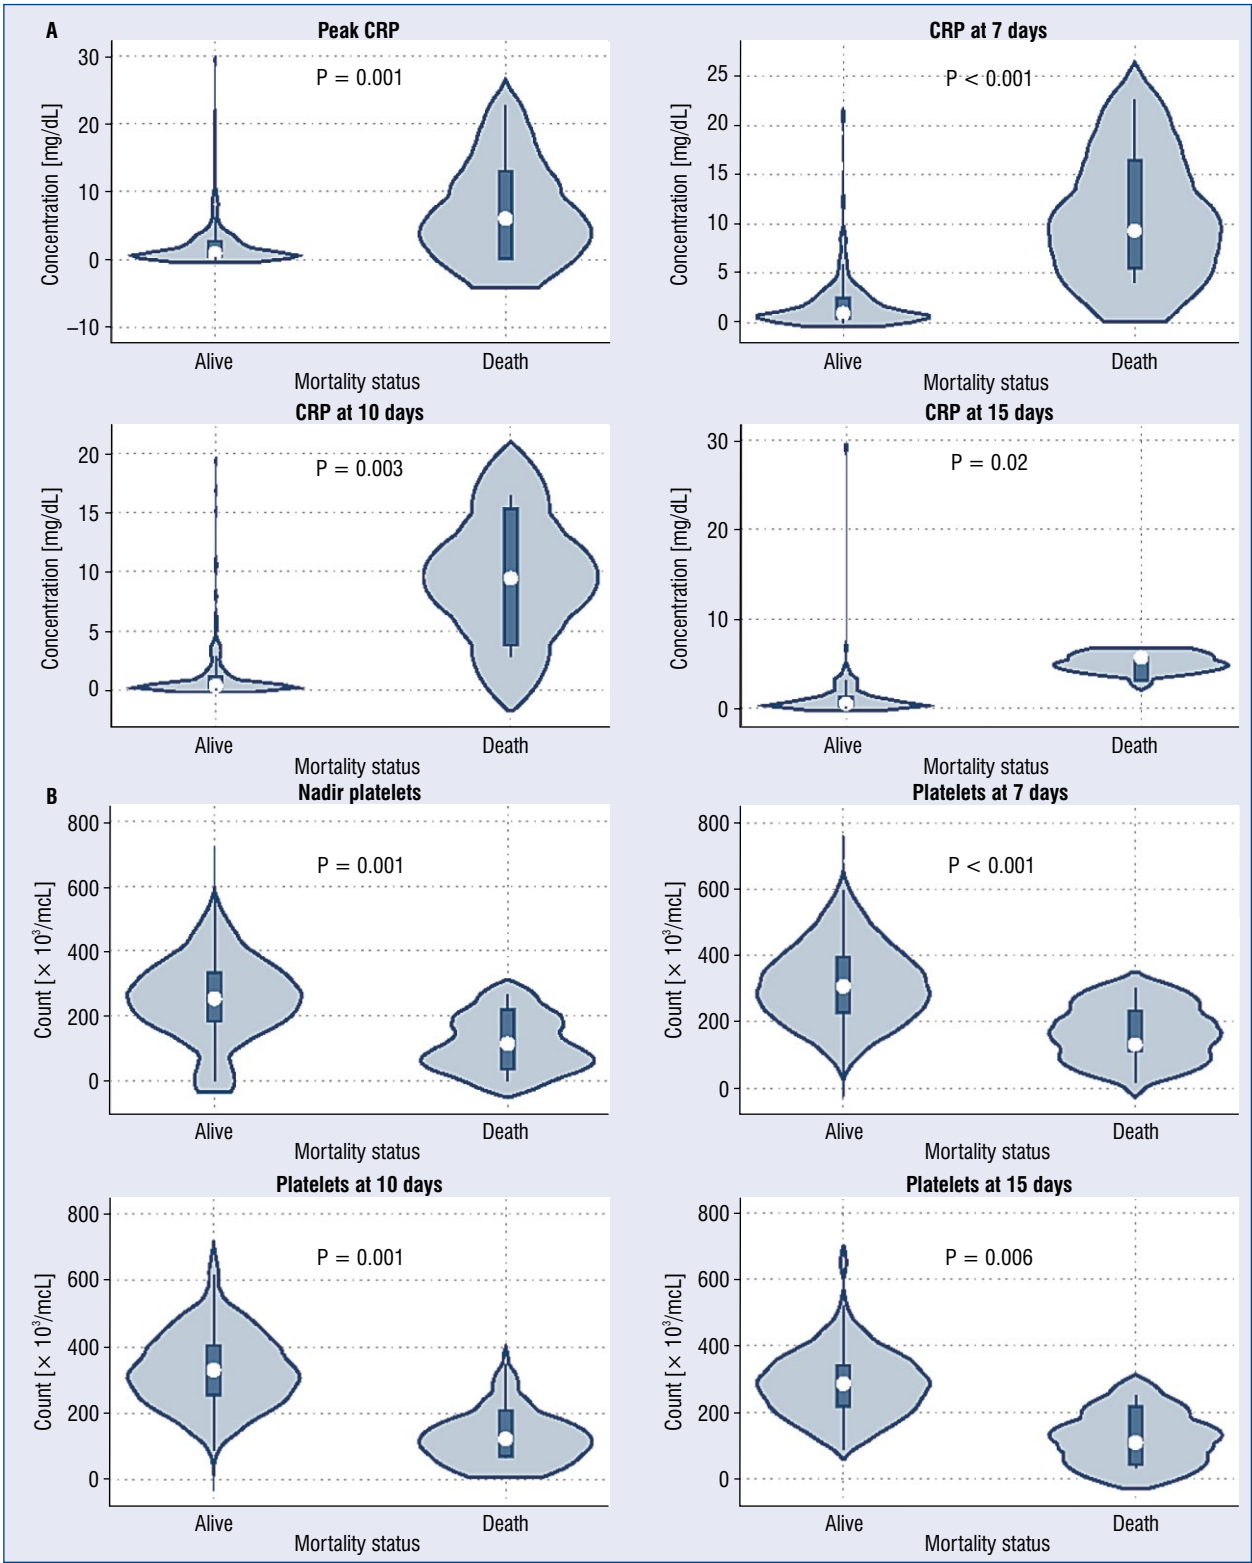 A
Peak CRP
P = 0.001
Concentration [mg/dL]
30
20
10
0
–10
Alive
Death
Mortality status
CRP at 7 days
P < 0.001
Concentration [mg/dL]
25
20
15
10
5
0
Alive
Death
Mortality status
CRP at 10 days
P = 0.003
Concentration [mg/dL]
20
15
10
5
0
Alive
Death
Mortality status
CRP at 15 days
P = 0.02
Concentration [mg/dL]
30
20
10
0
Alive
Death
Mortality status
B
Nadir platelets
P = 0.001
Count [× 10³/mcL]
800
600
400
200
0
Alive
Death
Mortality status
Platelets at 7 days
P < 0.001
Count [× 10³/mcL]
800
600
400
200
0
Alive
Death
Mortality status
Platelets at 10 days
P = 0.001
Count [× 10³/mcL]
800
600
400
200
0
Alive
Death
Mortality status
Platelets at 15 days
P = 0.006
Count [× 10³/mcL]
800
600
400
200
0
Alive
Death
Mortality status